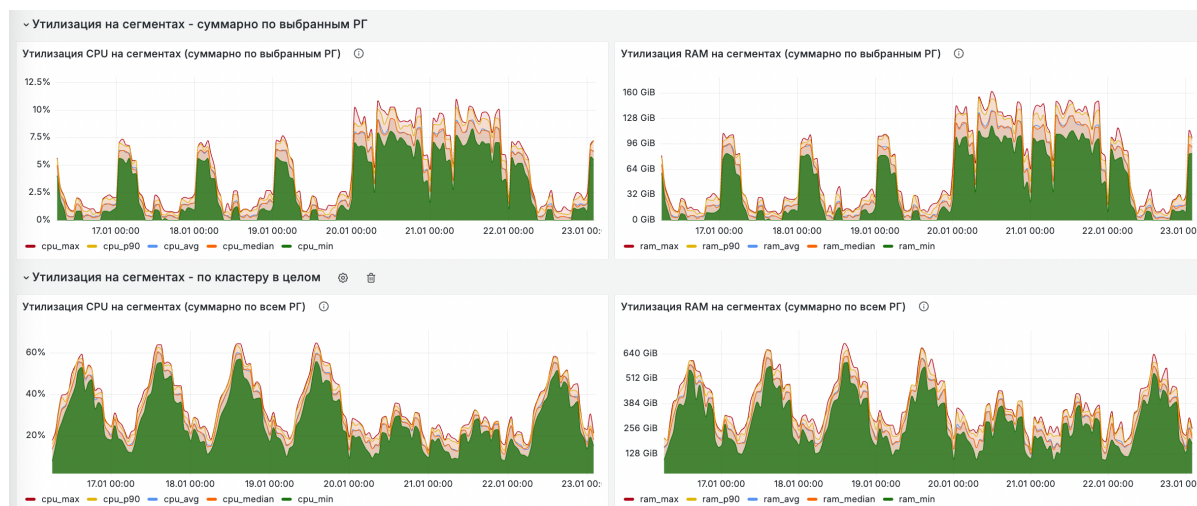 Утилизация на сегментах - суммарно по выбранным РГ
Утилизация CPU на сегментах (суммарно по выбранным РГ)
12.5%
10%
7.5%
5%
2.5%
0%
17.01 00:00 18.01 00:00 19.01 00:00 20.01 00:00 21.01 00:00 22.01 00:00 23.01 00:
cpu_max cpu_p90 cpu_avg cpu_median cpu_min
Утилизация RAM на сегментах (суммарно по выбранным РГ)
160 GiB
128 GiB
96 GiB
64 GiB
32 GiB
0 GiB
17.01 00:00 18.01 00:00 19.01 00:00 20.01 00:00 21.01 00:00 22.01 00:00 23.01 00
ram_max ram_p90 ram_avg ram_median ram_min
Утилизация на сегментах - по кластеру в целом
Утилизация CPU на сегментах (суммарно по всем РГ)
60%
40%
20%
17.01 00:00 18.01 00:00 19.01 00:00 20.01 00:00 21.01 00:00 22.01 00:00 23.01 00:
cpu_max cpu_p90 cpu_avg cpu_median cpu_min
Утилизация RAM на сегментах (суммарно по всем РГ)
640 GiB
512 GiB
384 GiB
256 GiB
128 GiB
17.01 00:00 18.01 00:00 19.01 00:00 20.01 00:00 21.01 00:00 22.01 00:00 23.01 00
ram_max ram_p90 ram_avg ram_median ram_min